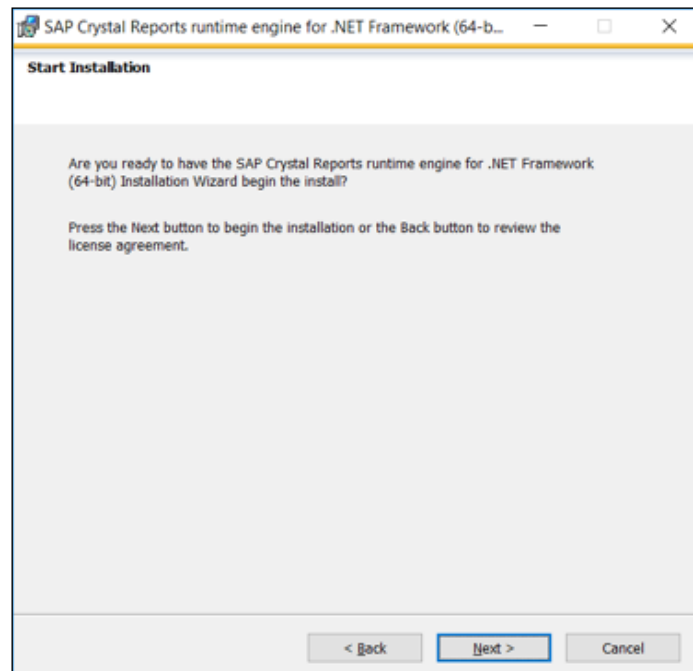 SAP Crystal Reports runtime engine for .NET Framework (64-b...
Start Installation
Are you ready to have the SAP Crystal Reports runtime engine for .NET Framework
(64-bit) Installation Wizard begin the install?
Press the Next button to begin the installation or the Back button to review the
license agreement.
< Back
Next >
Cancel